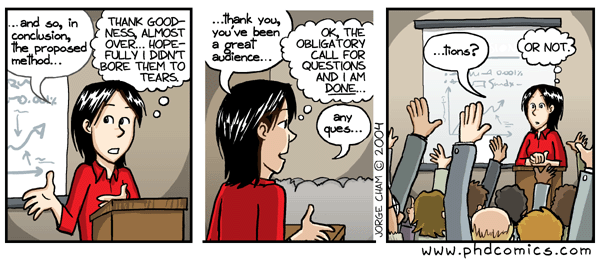 ...and so, in
conclusion,
the proposed
method...
THANK GOOD-
NESS, ALMOST
OVER... HOPE-
FULLY I DIDN'T
BORE THEM TO
TEARS.
...thank you,
you've been
a great
audience...
OK, THE
OBLIGATORY
CALL FOR
QUESTIONS
AND I AM
DONE...
any
ques...
JORGE CHAM © 2004
...tions?
OR NOT.
www.phdcomics.com